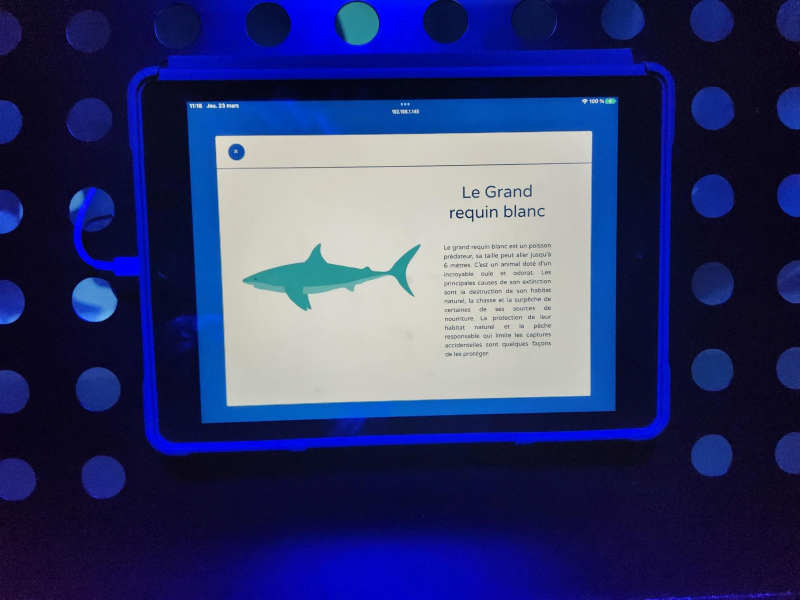 11:18 Jeu. 23 mars
100 %
192.168.1.145
Le Grand
requin blanc
Le grand requin blanc est un poisson
prédateur, sa taille peut aller jusqu'à
6 mètres. C'est un animal doté d'un
incroyable ouïe et odorat. Les
principales causes de son extinction
sont la destruction de son habitat
naturel, la chasse et la surpêche de
certaines de ses sources de
nourriture. La protection de leur
habitat naturel et la pêche
responsable qui limite les captures
accidentelles sont quelques façons
de les protéger.